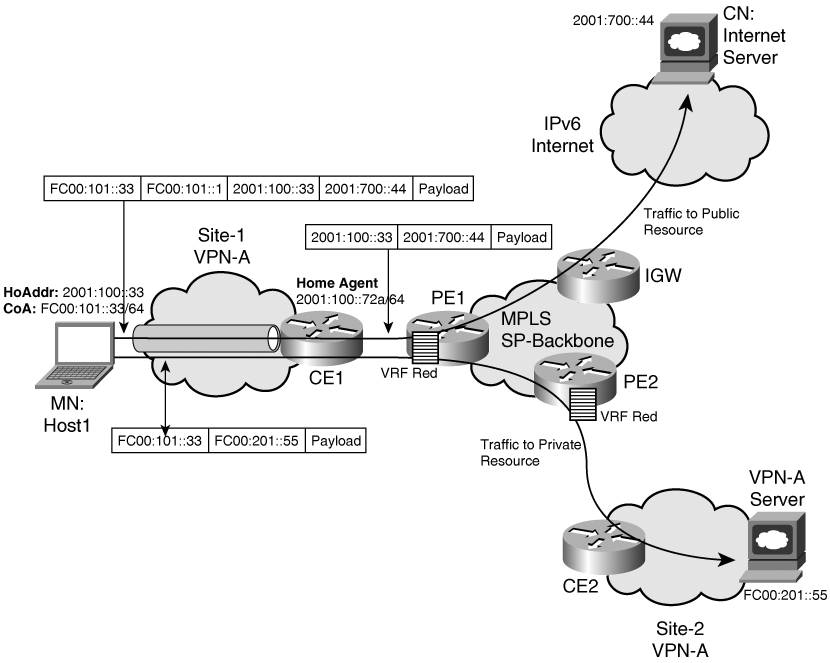 2001:700::44
CN:
Internet
Server
IPv6
Internet
FC00:101::33 FC00:101::1 2001:100::33 2001:700::44 Payload
Traffic to Public
Resource
Site-1
VPN-A
2001:100::33 2001:700::44 Payload
IGW
HoAddr: 2001:100::33
CoA: FC00:101::33/64
Home Agent
2001:100::72a/64
PE1
MPLS
SP-Backbone
CE1
VRF Red
PE2
MN:
Host1
VRF Red
FC00:101::33 FC00:201::55 Payload
Traffic to Private
Resource
VPN-A
Server
CE2
FC00:201::55
Site-2
VPN-A